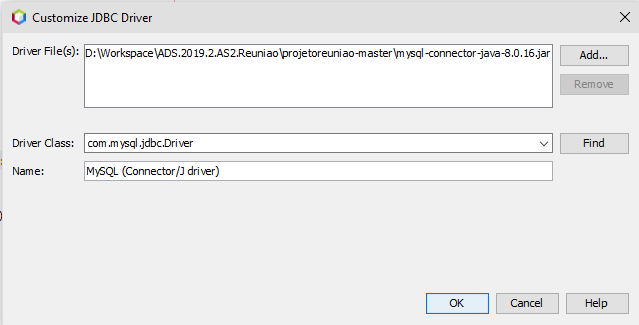 Customize JDBC Driver
Driver File(s): D:\Workspace\ADS.2019.2.AS2.Reuniao\projetoreuniao-master\mysql-connector-java-8.0.16.jar Add...
Remove
Driver Class: com.mysql.jdbc.Driver Find
Name: MySQL (Connector/J driver)
OK Cancel Help